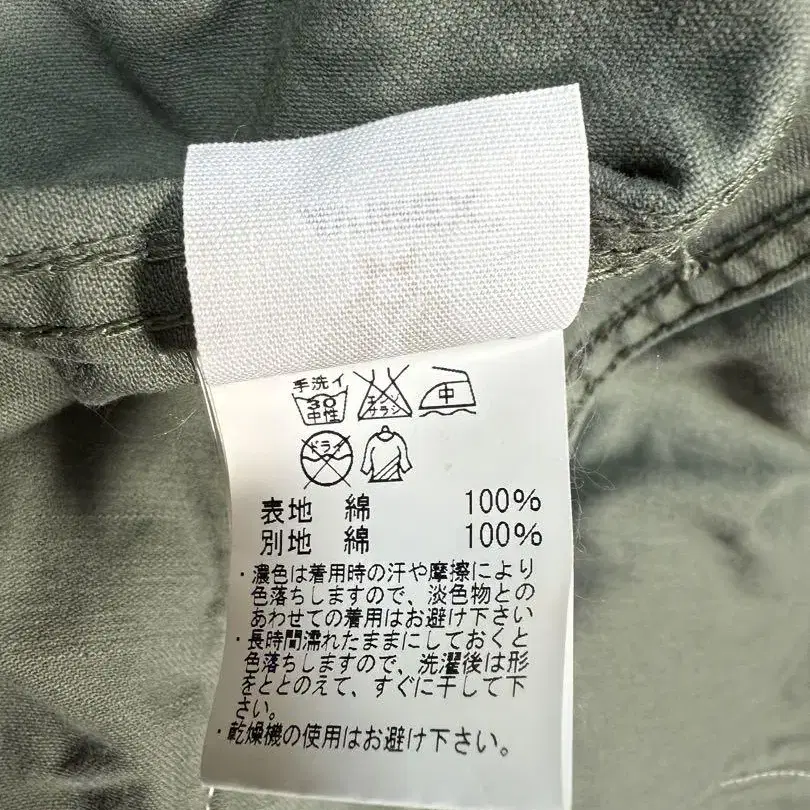 手洗イ
30
中性
エンソ
サラシ
中
ドライ
表地 綿 100%
別地 綿 100%
・濃色は着用時の汗や摩擦により
色落ちしますので、淡色物との
あわせての着用はお避け下さい
・長時間濡れたままにしておくと
色落ちしますので、洗濯後は形
をととのえて、すぐに干して下
さい。
・乾燥機の使用はお避け下さい。